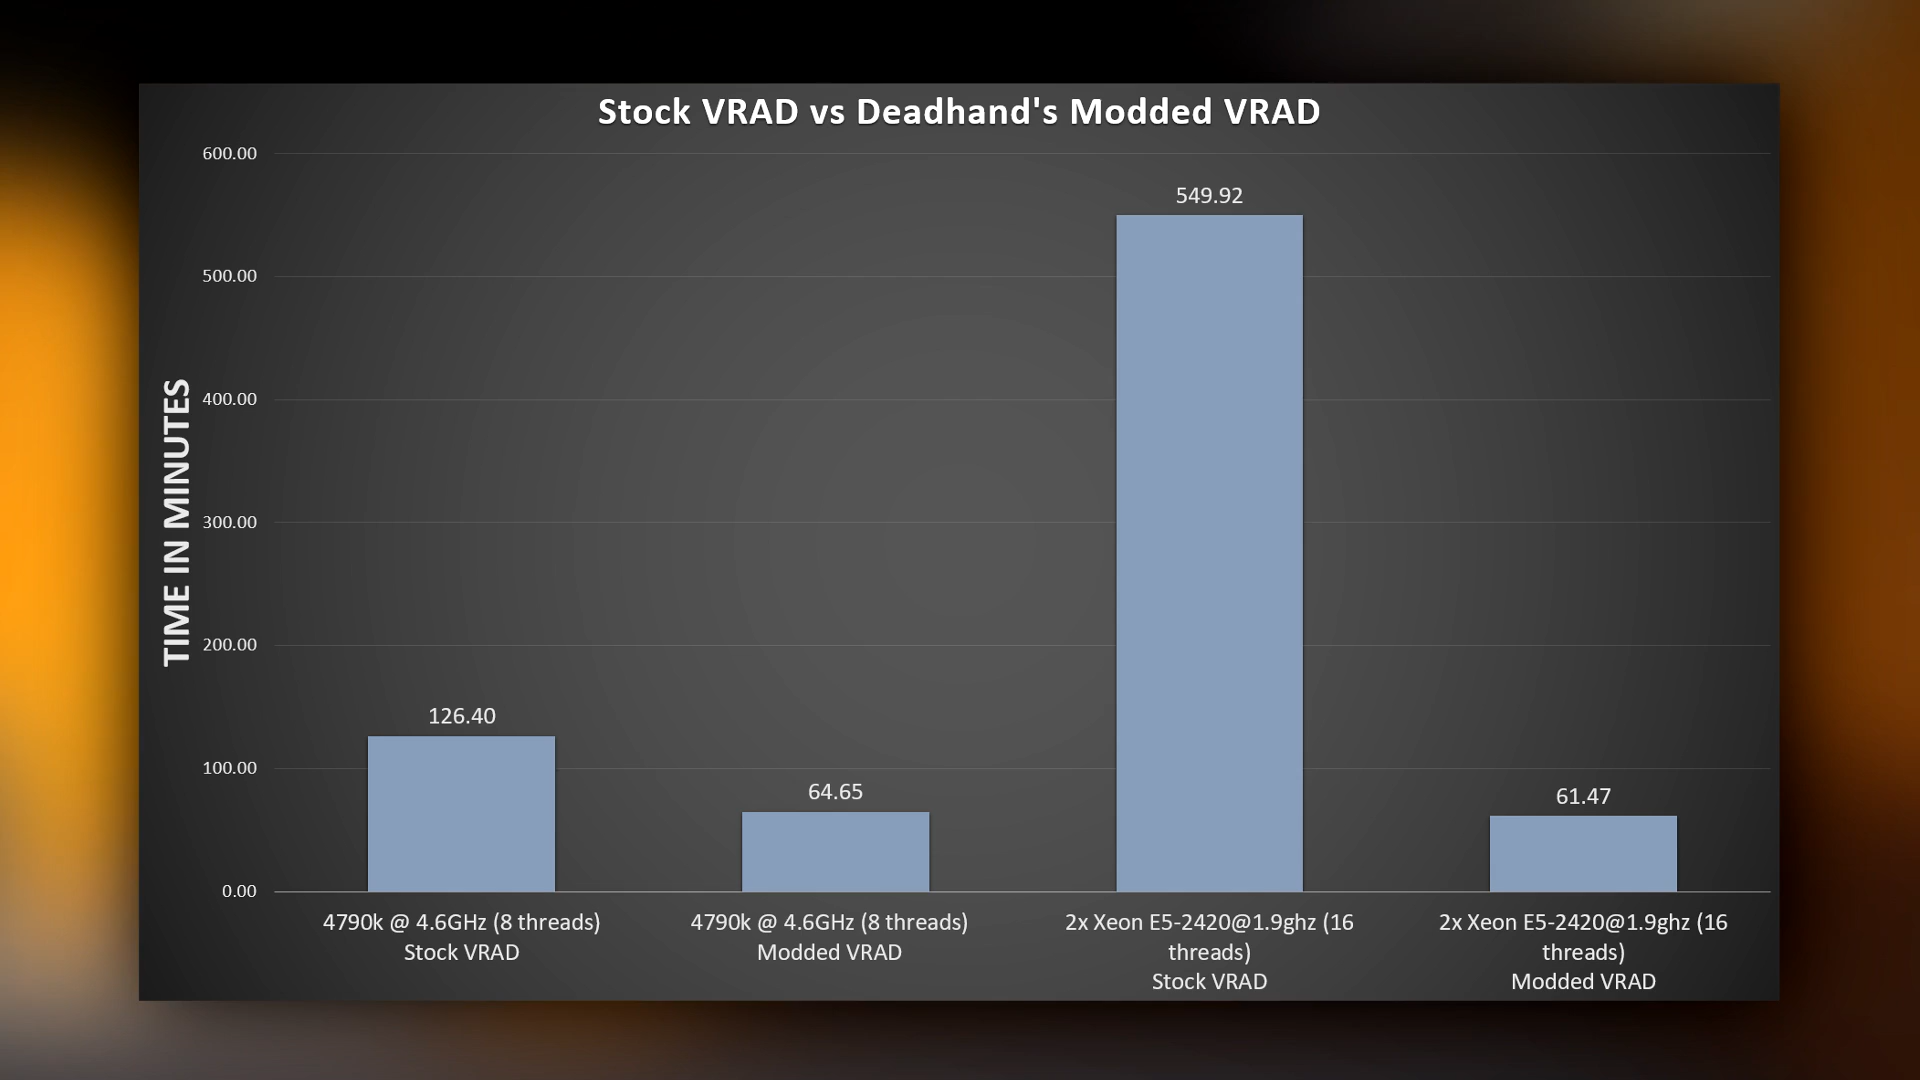 Stock VRAD vs Deadhand's Modded VRAD
TIME IN MINUTES
600.00
500.00
400.00
300.00
200.00
100.00
0.00
126.40
64.65
549.92
61.47
4790k @ 4.6GHz (8 threads)
Stock VRAD
4790k @ 4.6GHz (8 threads)
Modded VRAD
2x Xeon E5-2420@1.9ghz (16
threads)
Stock VRAD
2x Xeon E5-2420@1.9ghz (16
threads)
Modded VRAD